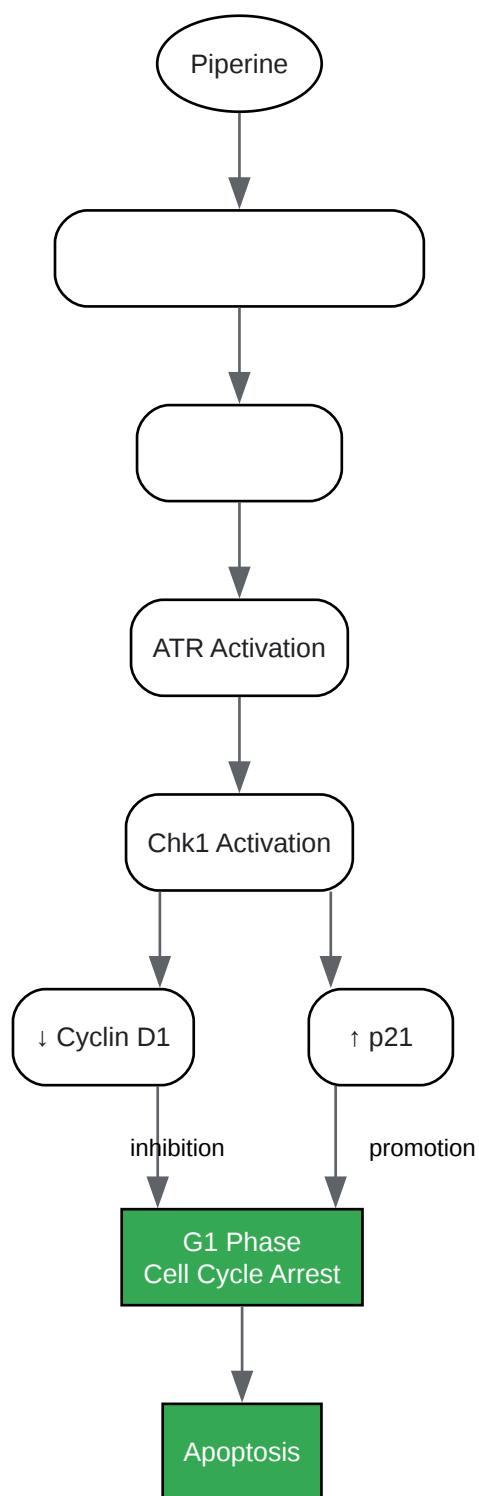 Piperine
ATR Activation
Chk1 Activation
↓ Cyclin D1
↑ p21
inhibition
promotion
G1 Phase
Cell Cycle Arrest
Apoptosis